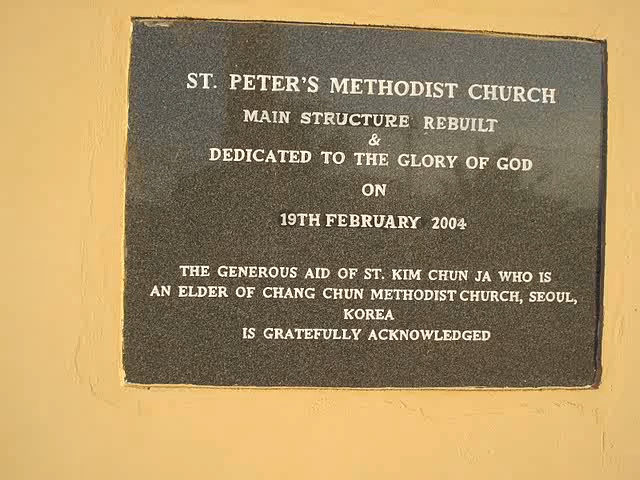 ST. PETER'S METHODIST CHURCH
MAIN STRUCTURE REBUILT
&
DEDICATED TO THE GLORY OF GOD
ON
19TH FEBRUARY 2004
THE GENEROUS AID OF ST. KIM CHUN JA WHO IS
AN ELDER OF CHANG CHUN METHODIST CHURCH, SEOUL,
KOREA
IS GRATEFULLY ACKNOWLEDGED